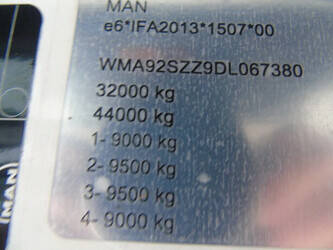 MAN
e6*IFA2013*1507*00
WMA92SZZ9DL067380
32000 kg
44000 kg
1- 9000 kg
2- 9500 kg
3- 9500 kg
4- 9000 kg
MAN